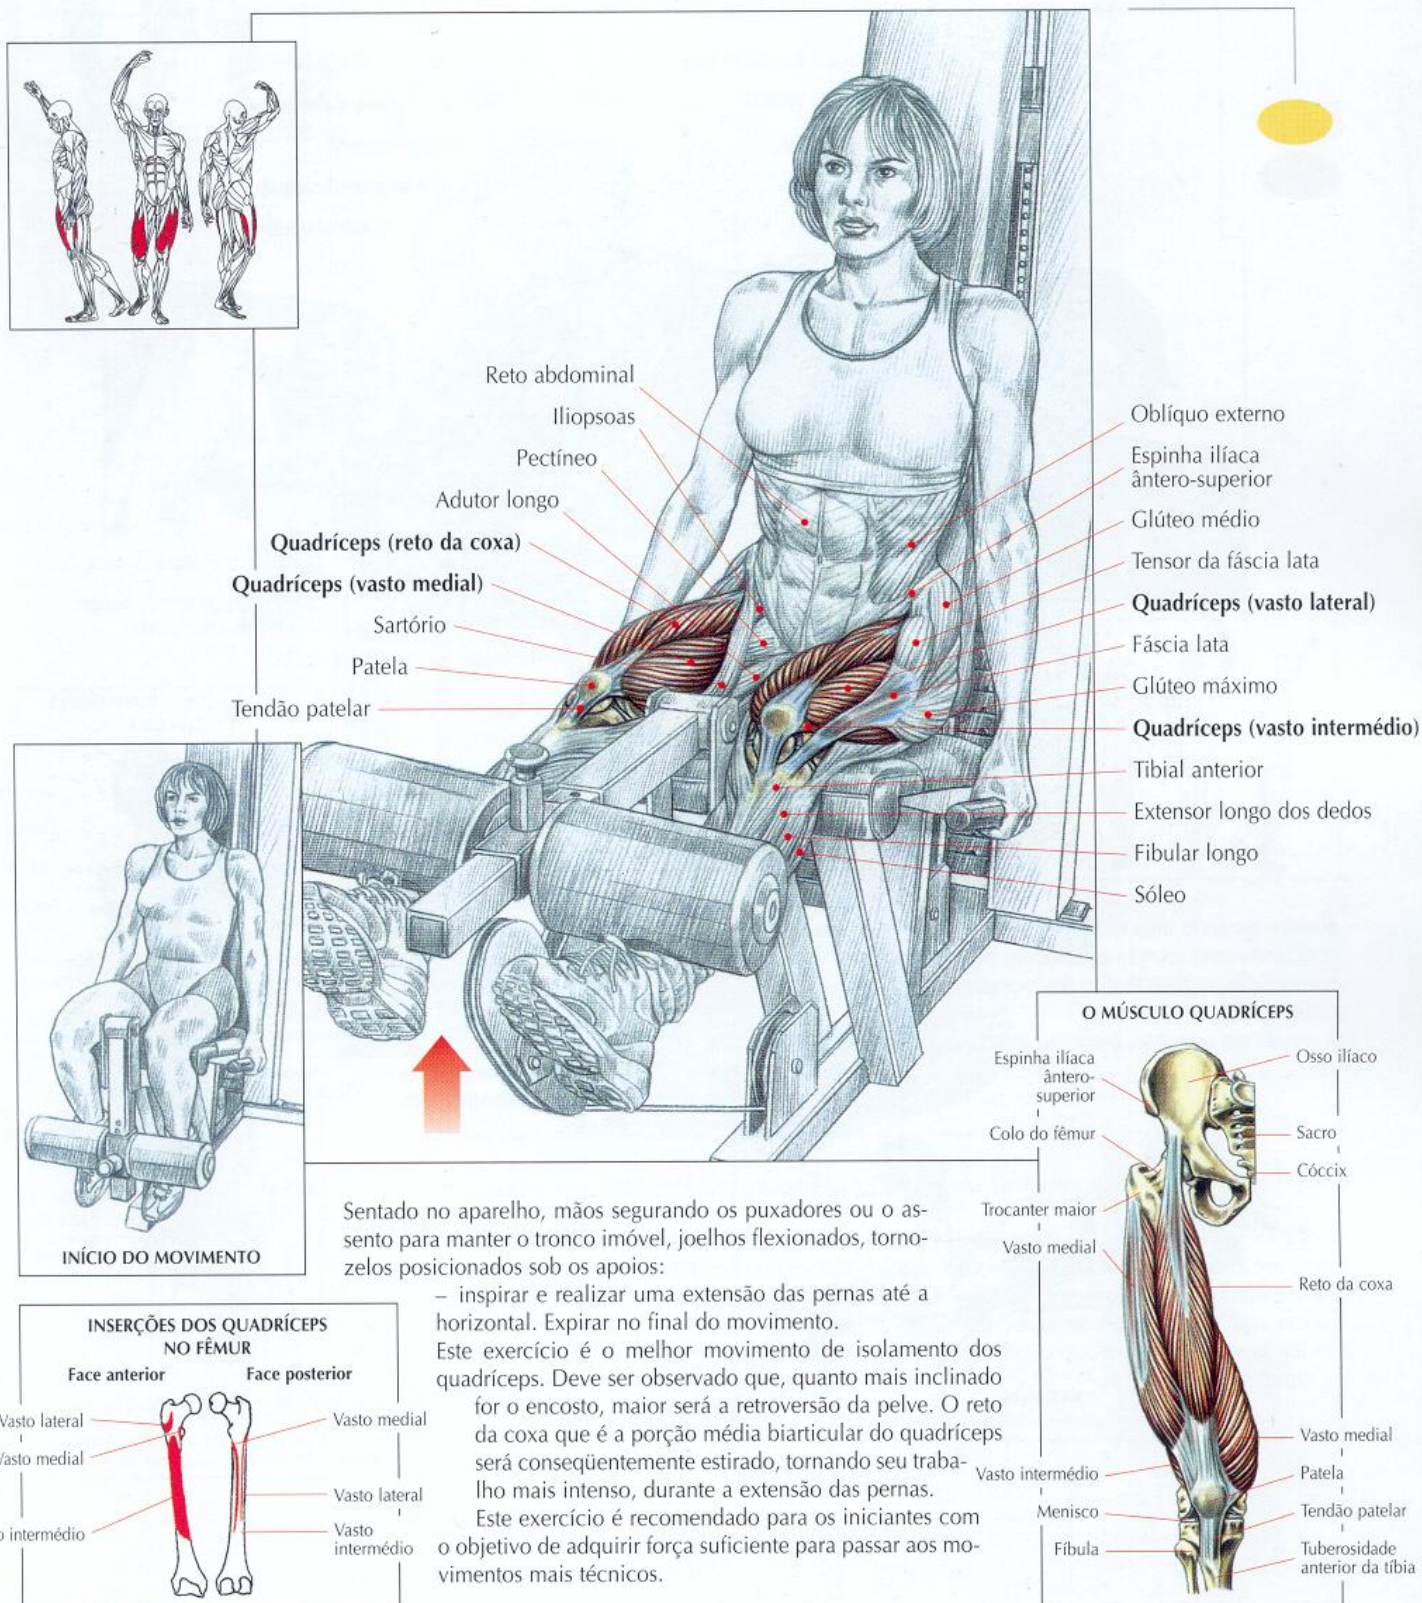 Reto abdominal
Iliopsoas
Pectíneo
Adutor longo
Quadríceps (reto da coxa)
Quadríceps (vasto medial)
Sartório
Patela
Tendão patelar
Oblíquo externo
Espinha ilíaca
ântero-superior
Glúteo médio
Tensor da fáscia lata
Quadríceps (vasto lateral)
Fáscia lata
Glúteo máximo
Quadríceps (vasto intermédio)
Tibial anterior
Extensor longo dos dedos
Fibular longo
Sóleo
INÍCIO DO MOVIMENTO
O MÚSCULO QUADRÍCEPS
Espinha ilíaca
ântero-
superior
Colo do fêmur
Trocanter maior
Vasto medial
Vasto intermédio
Menisco
Fíbula
Osso ilíaco
Sacro
Cóccix
Reto da coxa
Vasto medial
Patela
Tendão patelar
Tuberosidade
anterior da tíbia
Sentado no aparelho, mãos segurando os puxadores ou o as-
sento para manter o tronco imóvel, joelhos flexionados, torno-
zelos posicionados sob os apoios:
– inspirar e realizar uma extensão das pernas até a
horizontal. Expirar no final do movimento.
Este exercício é o melhor movimento de isolamento dos
quadríceps. Deve ser observado que, quanto mais inclinado
for o encosto, maior será a retroversão da pelve. O reto
da coxa que é a porção média biarticular do quadríceps
será conseqüentemente estirado, tornando seu traba-
lho mais intenso, durante a extensão das pernas.
Este exercício é recomendado para os iniciantes com
o objetivo de adquirir força suficiente para passar aos mo-
vimentos mais técnicos.
INSERÇÕES DOS QUADRÍCEPS
NO FÊMUR
Face anterior
Face posterior
Vasto lateral
Vasto medial
intermédio
Vasto medial
Vasto lateral
Vasto
intermédio